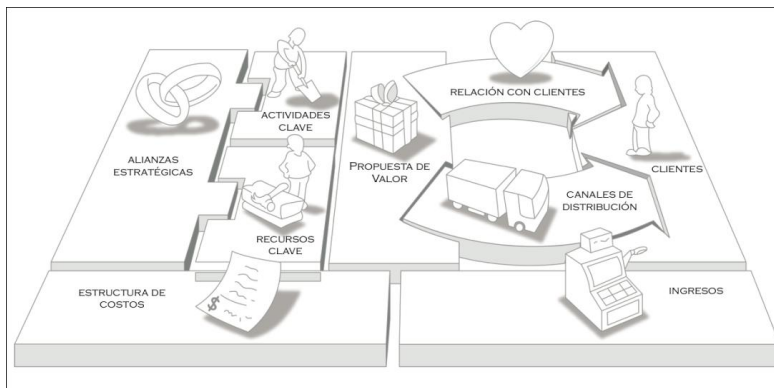 RELACIÓN CON CLIENTES
ACTIVIDADES
CLAVE
ALIANZAS
ESTRATÉGICAS
PROPUESTA DE
VALOR
CLIENTES
CANALES DE
DISTRIBUCIÓN
RECURSOS
CLAVE
ESTRUCTURA DE
COSTOS
$
INGRESOS